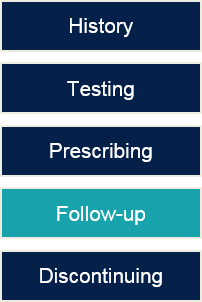 History
Testing
Prescribing
Follow-up
Discontinuing